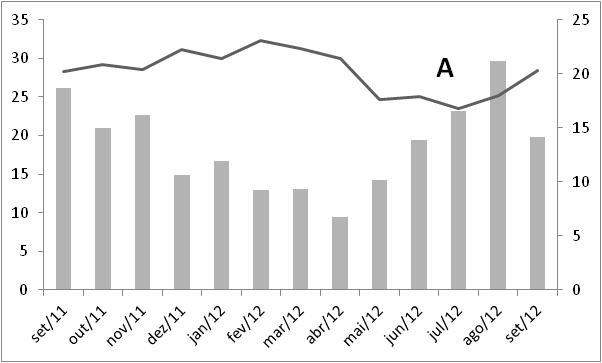 35
30
25
20
15
10
5
0
25
20
15
10
5
0
A
set/11
out/11
nov/11
dez/11
jan/12
fev/12
mar/12
abr/12
mai/12
jun/12
jul/12
ago/12
set/12